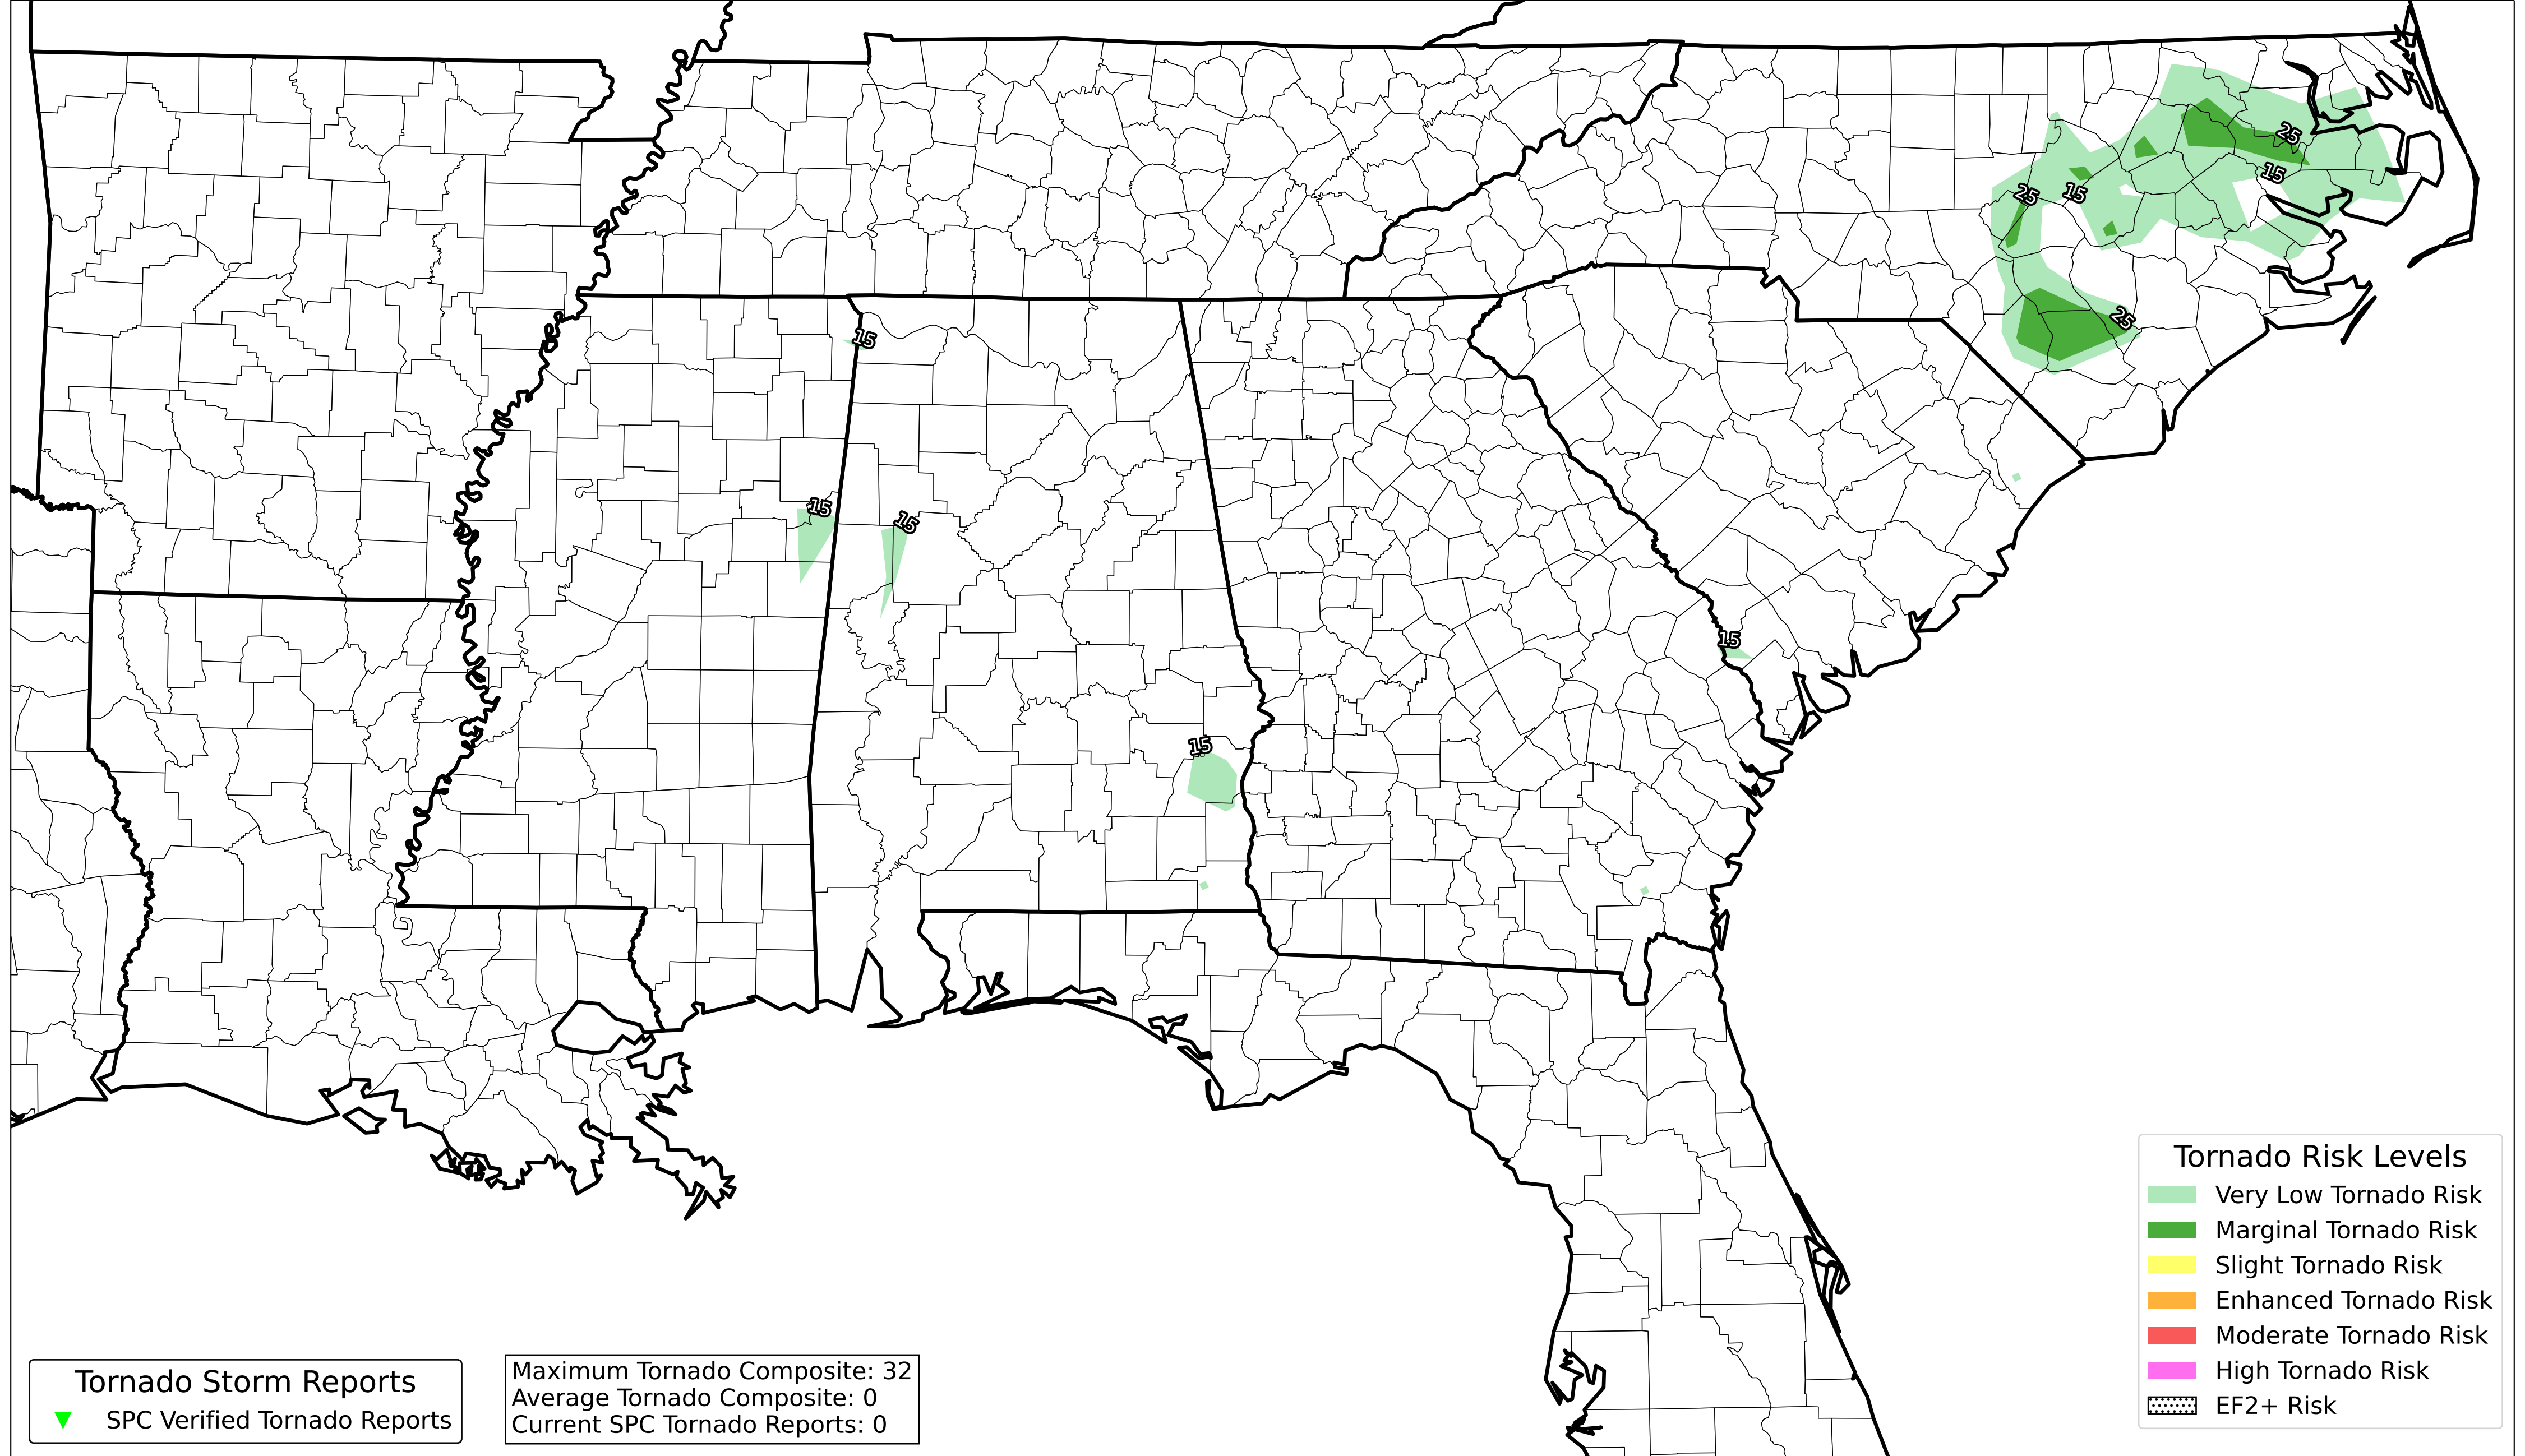 25
15
25
15
25
15
15
15
15
15
Tornado Risk Levels
Very Low Tornado Risk
Marginal Tornado Risk
Slight Tornado Risk
Enhanced Tornado Risk
Moderate Tornado Risk
High Tornado Risk
EF2+ Risk
Tornado Storm Reports
SPC Verified Tornado Reports
Maximum Tornado Composite: 32
Average Tornado Composite: 0
Current SPC Tornado Reports: 0